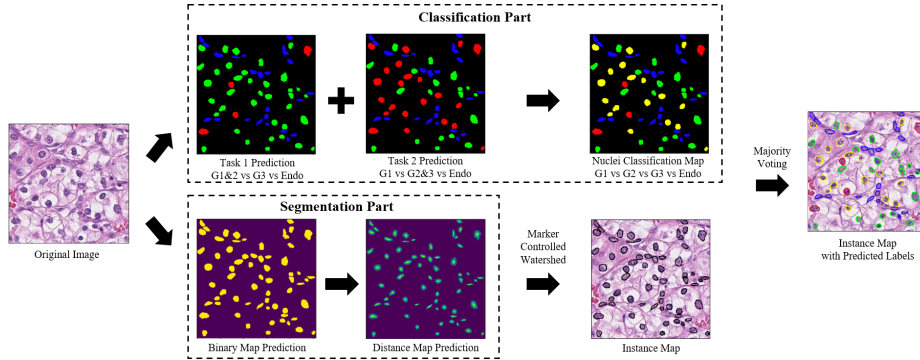 Classification Part
Task 1 Prediction
G1&2 vs G3 vs Endo
Task 2 Prediction
G1 vs G2&3 vs Endo
Nuclei Classification Map
G1 vs G2 vs G3 vs Endo
Original Image
Majority
Voting
Instance Map
with Predicted Labels
Segmentation Part
Binary Map Prediction
Distance Map Prediction
Marker
Controlled
Watershed
Instance Map